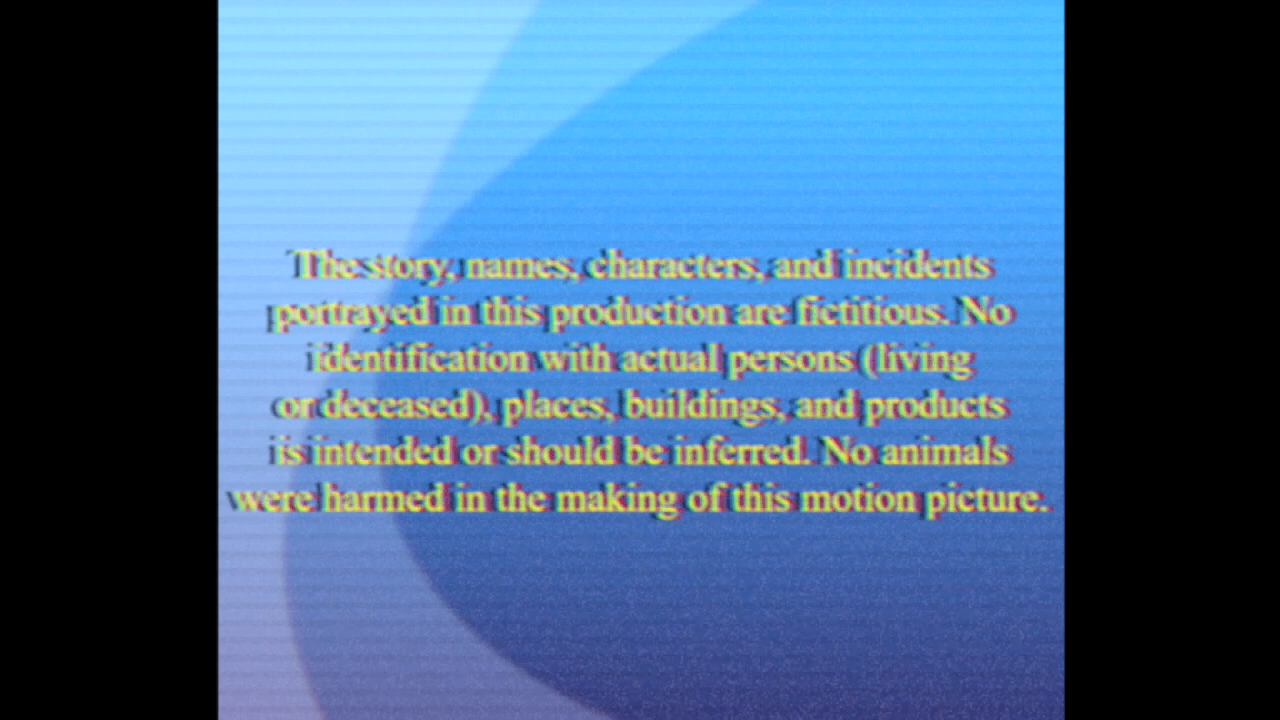 The story, names, characters, and incidents
portrayed in this production are fictitious. No
identification with actual persons (living
or deceased), places, buildings, and products
is intended or should be inferred. No animals
were harmed in the making of this motion picture.